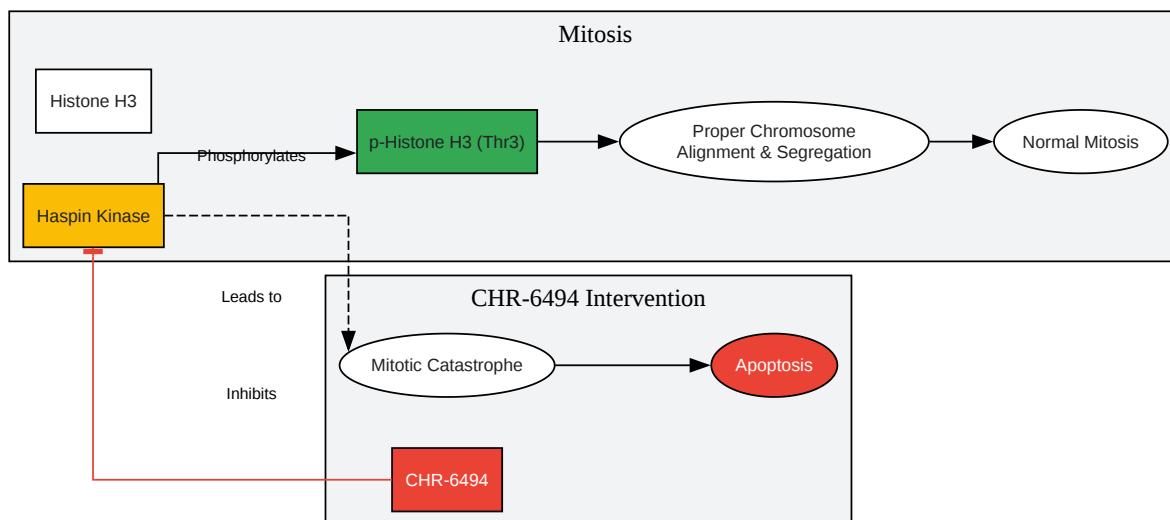 Mitosis
Histone H3
Phosphorylates
p-Histone H3 (Thr3)
Proper Chromosome
Alignment & Segregation
Normal Mitosis
Haspin Kinase
Leads to
CHR-6494 Intervention
Mitotic Catastrophe
Apoptosis
Inhibits
CHR-6494